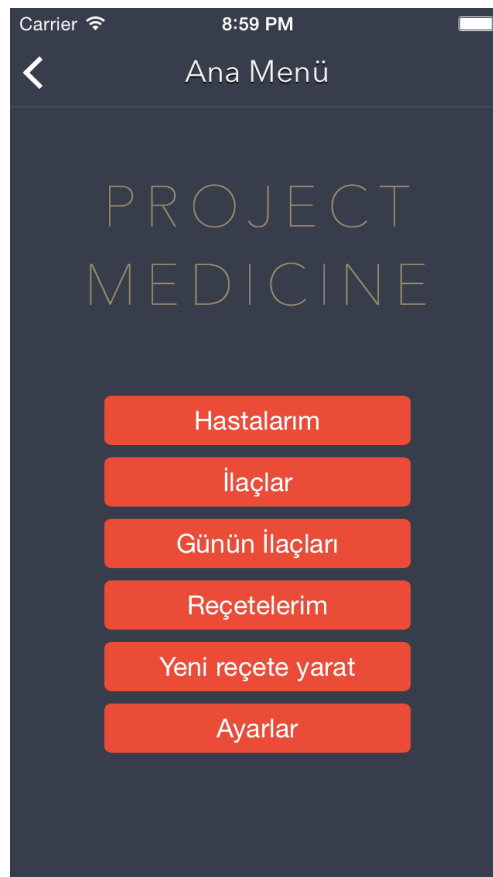 Carrier 8:59 PM
Ana Menü
PROJECT
MEDICINE
Hastalarım
İlaçlar
Günün İlaçları
Reçetelerim
Yeni reçete yarat
Ayarlar